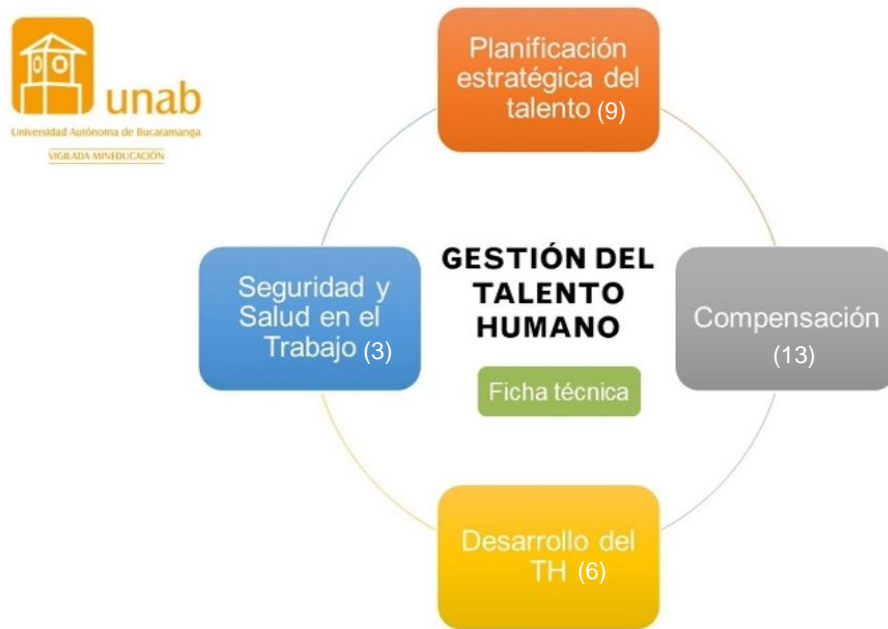 unab
Universidad Autónoma de Bucaramanga
VIGILADA MINEDUCACIÓN
Planificación
estratégica del
talento (9)
Seguridad y
Salud en el
Trabajo (3)
GESTIÓN DEL
TALENTO
HUMANO
Ficha técnica
Compensación
(13)
Desarrollo del
TH (6)